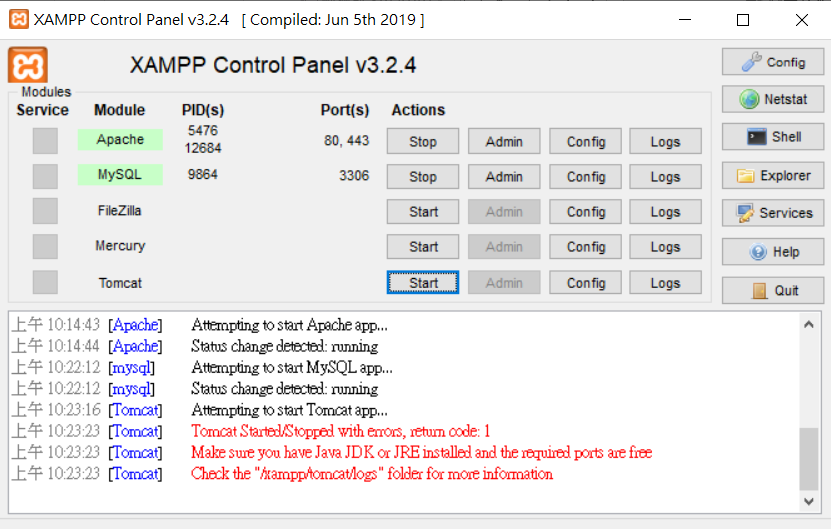 XAMPP Control Panel v3.2.4 [ Compiled: Jun 5th 2019 ]
XAMPP Control Panel v3.2.4
Config
Modules
Service Module PID(s) Port(s) Actions
Netstat
Apache 5476 12684 80, 443 Stop Admin Config Logs
Shell
MySQL 9864 3306 Stop Admin Config Logs
Explorer
FileZilla Start Admin Config Logs
Services
Mercury Start Admin Config Logs
Help
Tomcat Start Admin Config Logs
Quit
上午 10:14:43 [Apache] Attempting to start Apache app...
上午 10:14:44 [Apache] Status change detected: running
上午 10:22:12 [mysql] Attempting to start MySQL app...
上午 10:22:12 [mysql] Status change detected: running
上午 10:23:16 [Tomcat] Attempting to start Tomcat app...
上午 10:23:23 [Tomcat] Tomcat Started/Stopped with errors, return code: 1
上午 10:23:23 [Tomcat] Make sure you have Java JDK or JRE installed and the required ports are free
上午 10:23:23 [Tomcat] Check the "/xampp/tomcat/logs" folder for more information